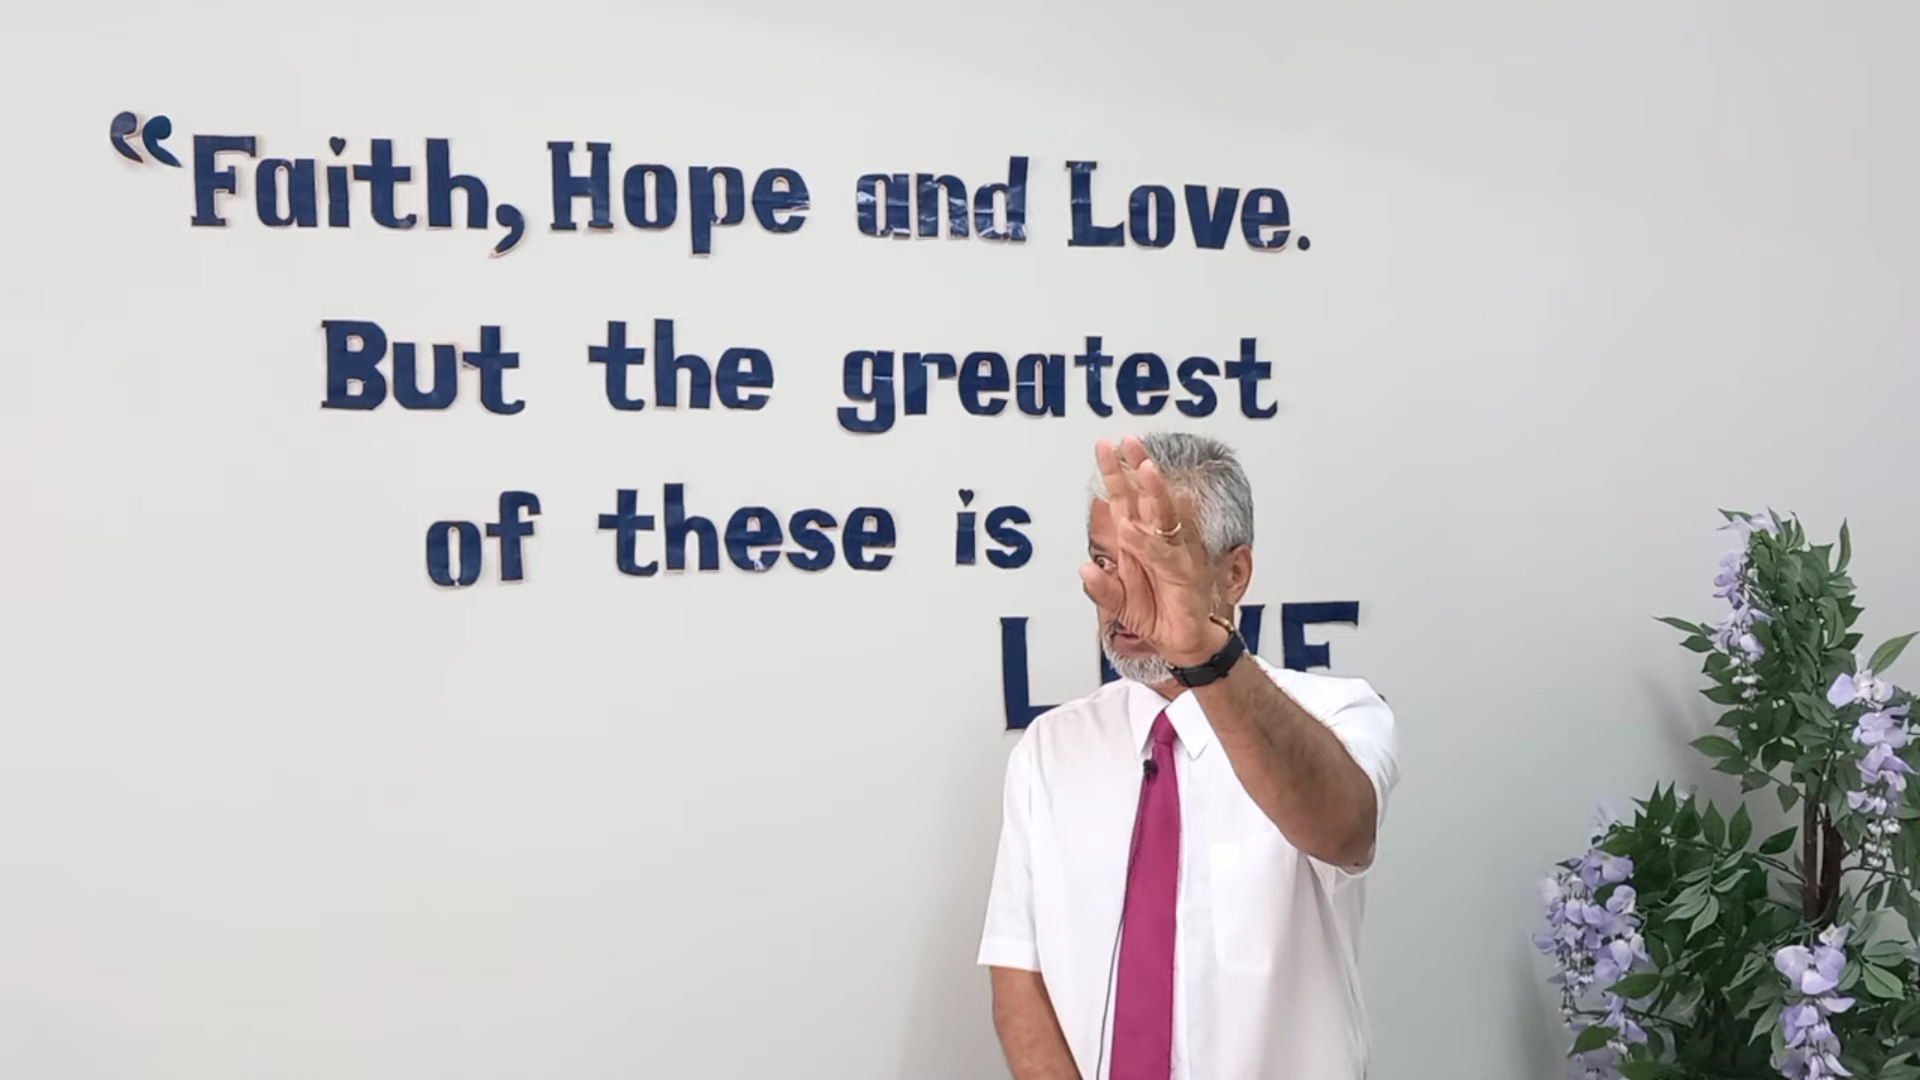 “Faith, Hope and Love.
But the greatest
of these is